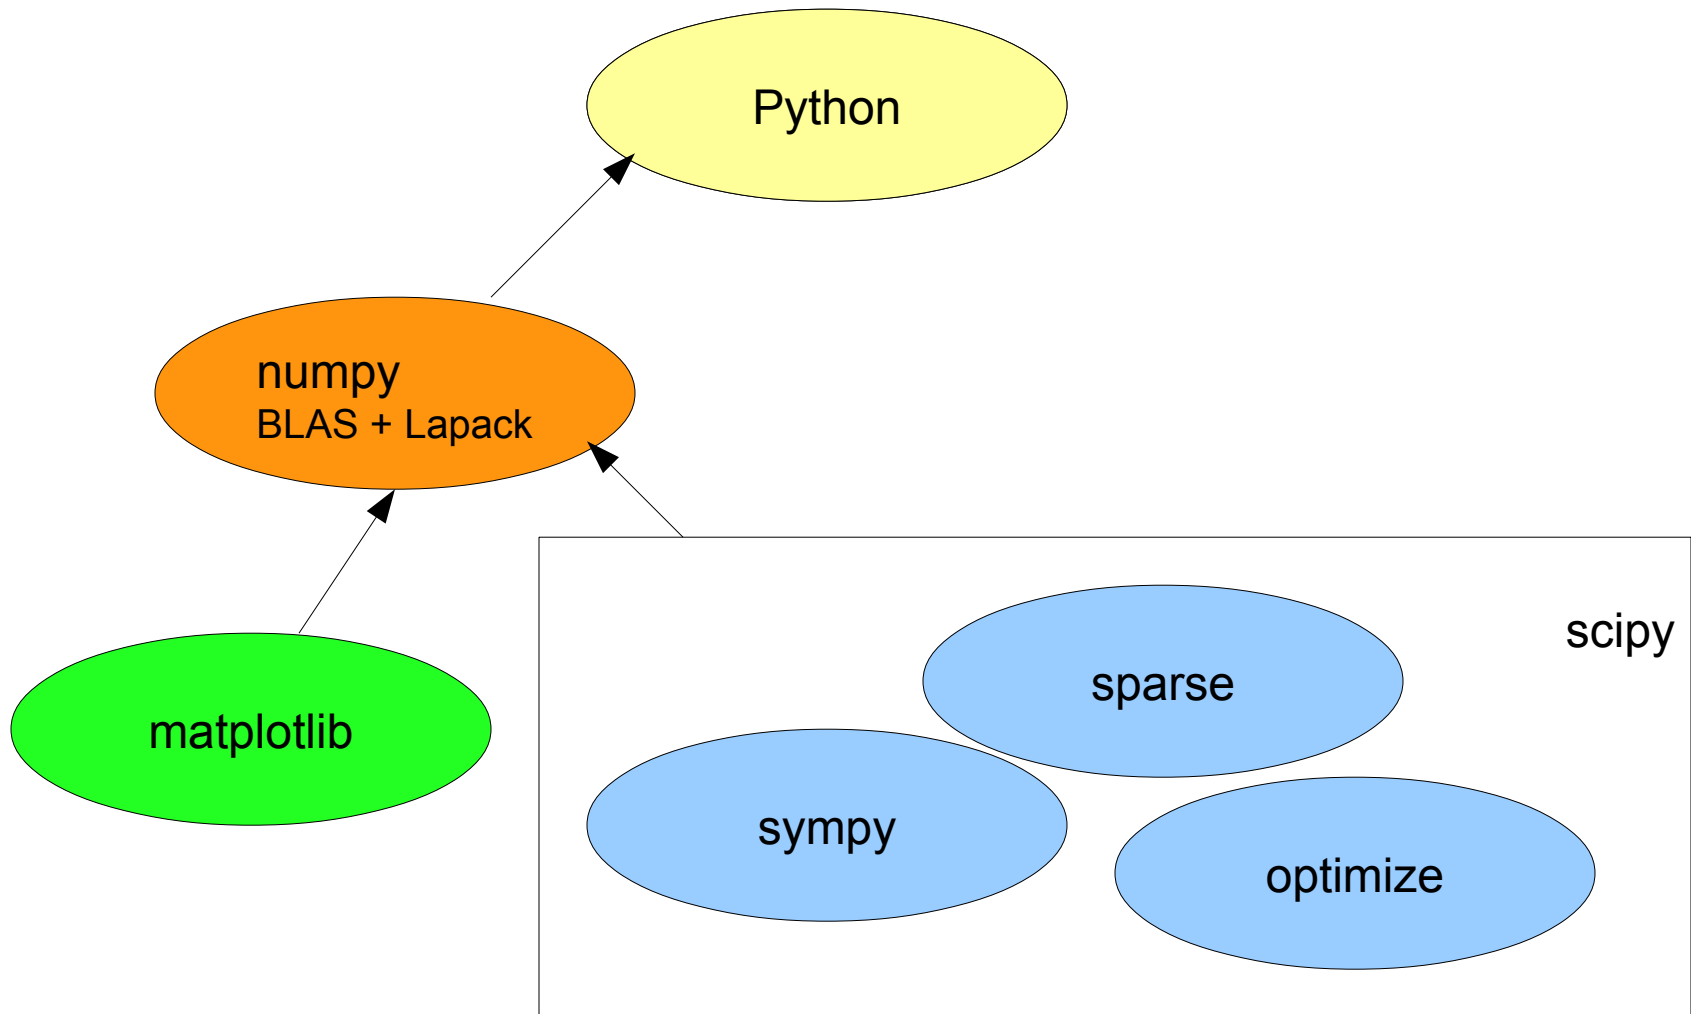 Python
numpy
BLAS + Lapack
scipy
sparse
matplotlib
sympy
optimize